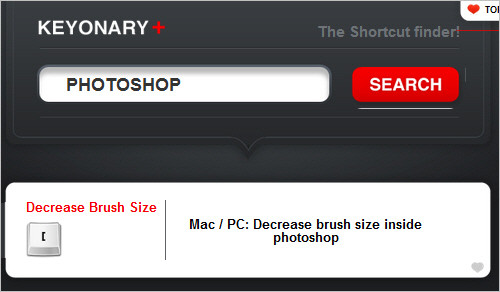 TO
KEYONARY+
The Shortcut finder!
PHOTOSHOP
SEARCH
Decrease Brush Size
[
Mac / PC: Decrease brush size inside
photoshop